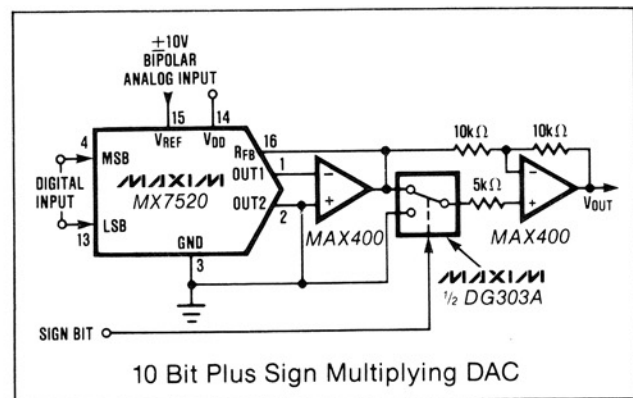 ±10V
BIPOLAR
ANALOG INPUT
15
14
4
VREF
VDD
16
RFB
10kΩ
10kΩ
MSB
1
OUT1
−
MAXIM
MX7520
DIGITAL
INPUT
OUT2
2
+
5kΩ
−
+
VOUT
13
LSB
MAX400
MAX400
GND
3
MAXIM
1/2 DG303A
SIGN BIT
10 Bit Plus Sign Multiplying DAC